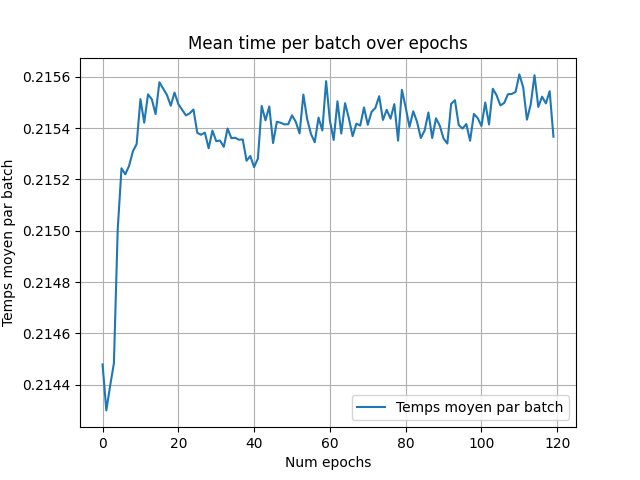 Mean time per batch over epochs
Temps moyen par batch
0.2156
0.2154
0.2152
0.2150
0.2148
0.2146
0.2144
Temps moyen par batch
0 20 40 60 80 100 120
Num epochs